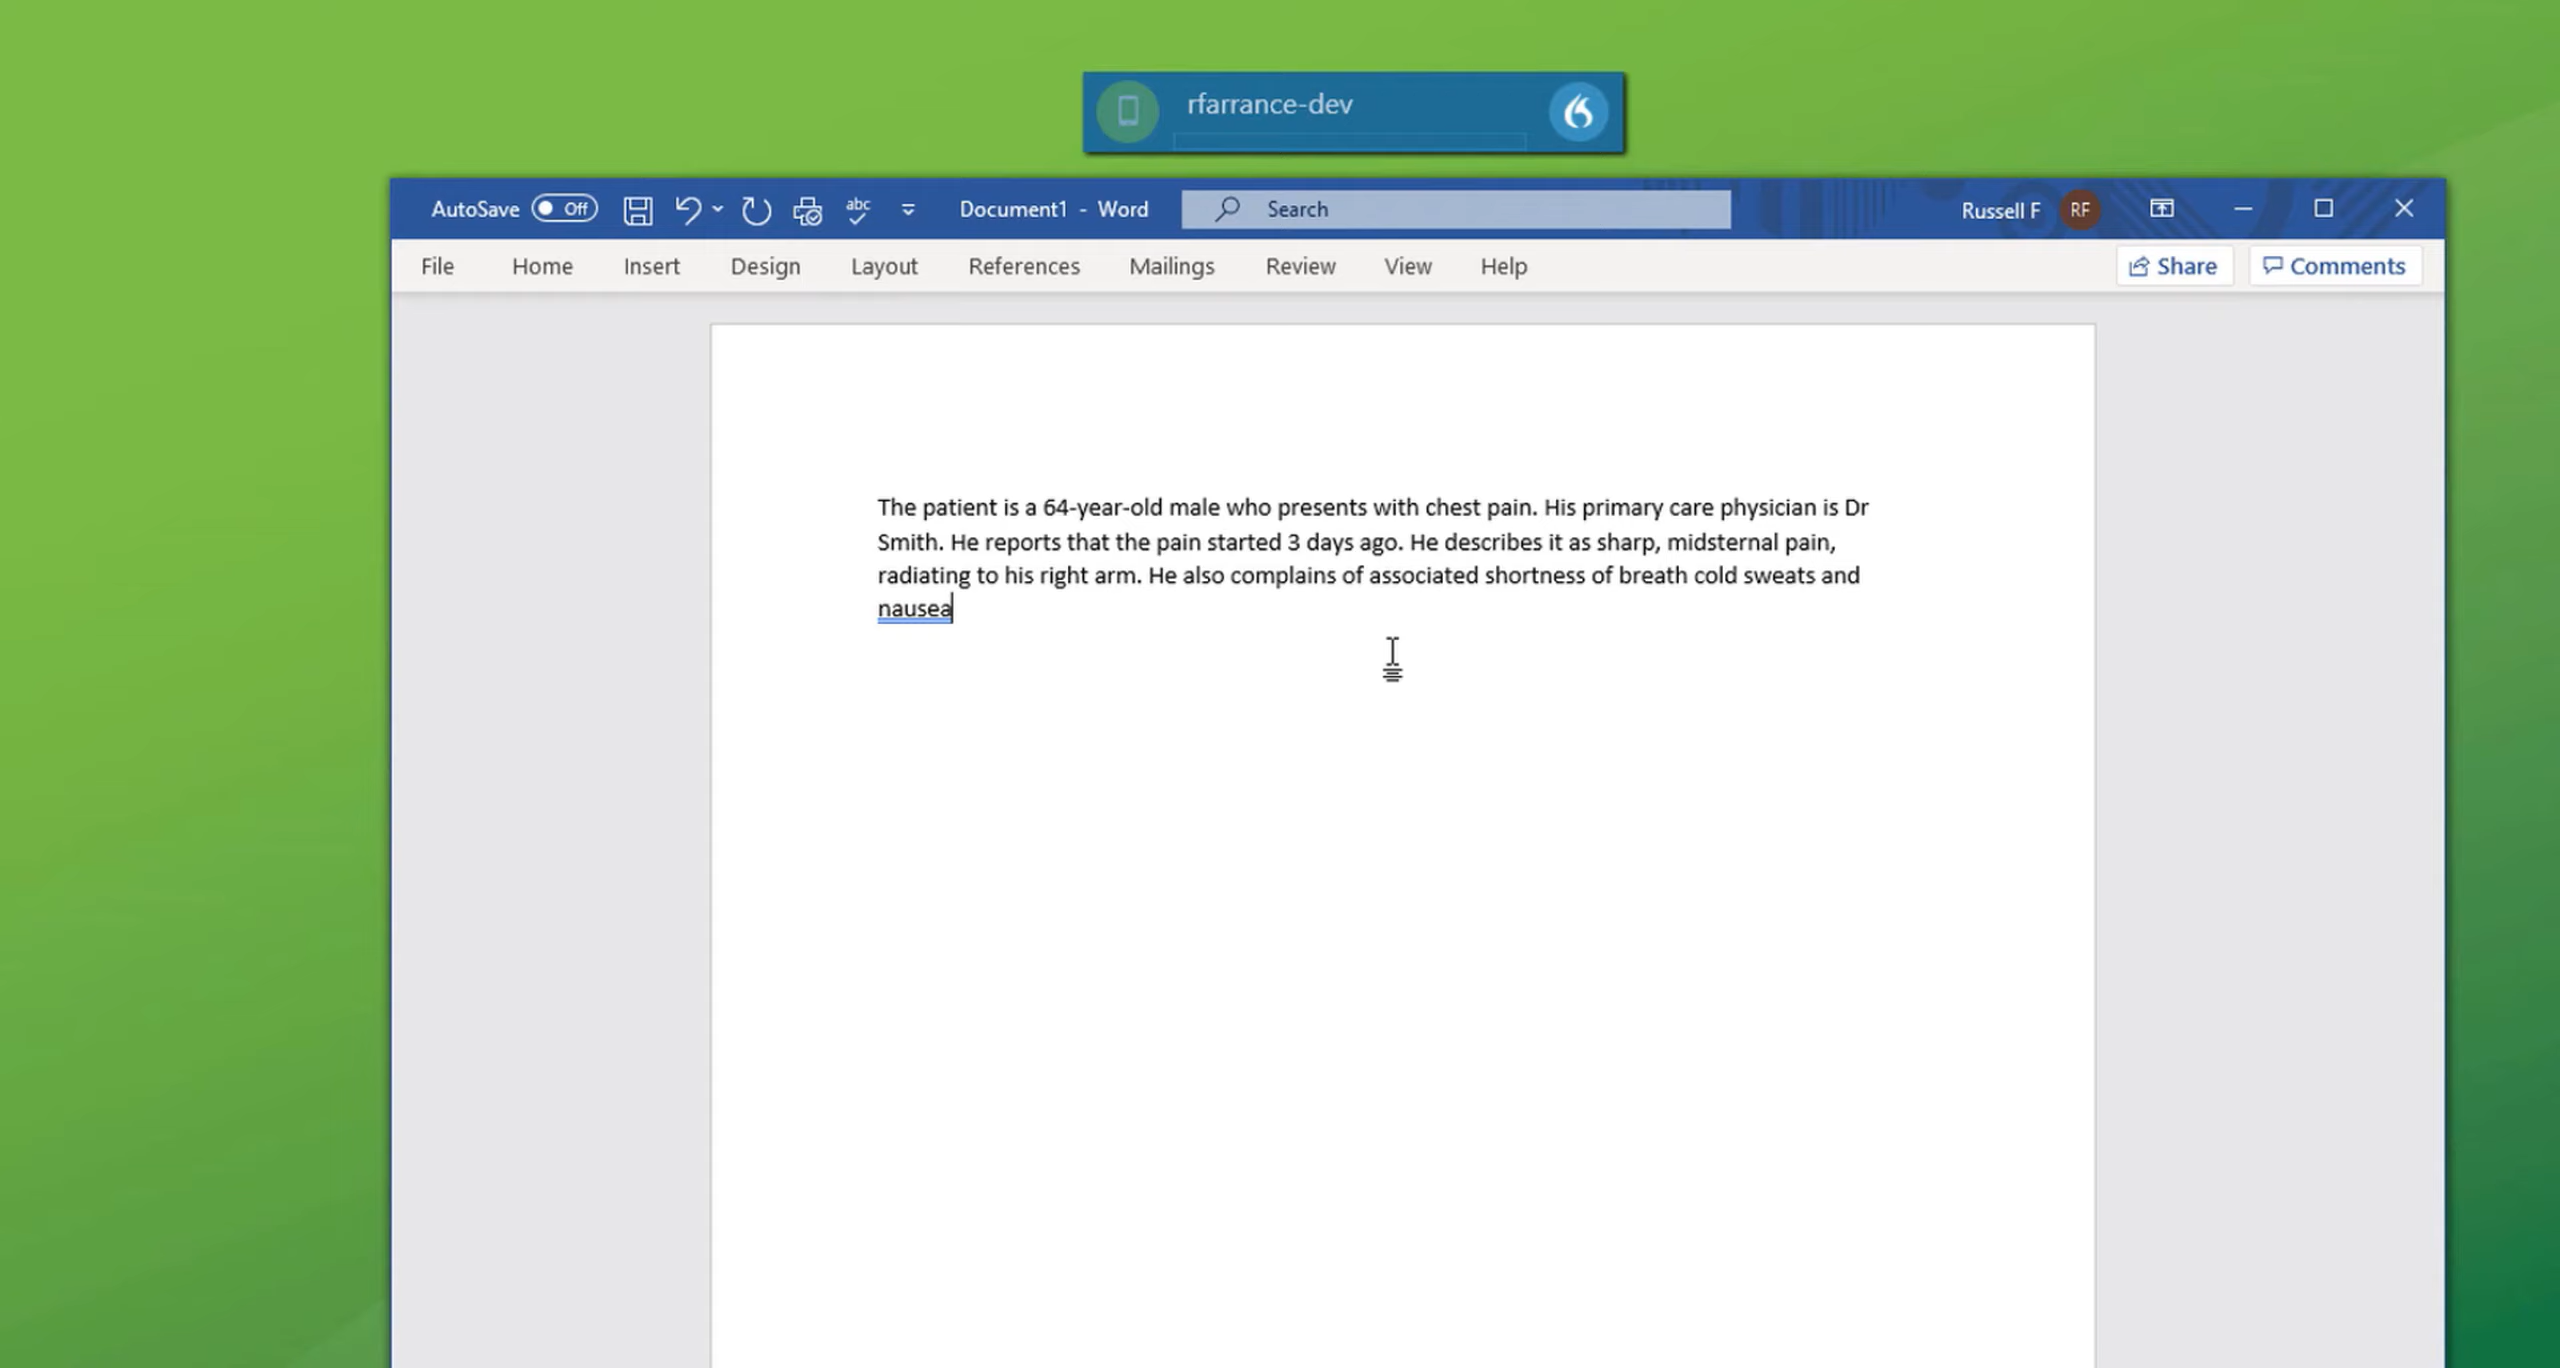 rfarrance-dev
AutoSave Off abc Document1 - Word Search Russell F RF
File Home Insert Design Layout References Mailings Review View Help Share Comments
The patient is a 64-year-old male who presents with chest pain. His primary care physician is Dr
Smith. He reports that the pain started 3 days ago. He describes it as sharp, midsternal pain,
radiating to his right arm. He also complains of associated shortness of breath cold sweats and
nausea